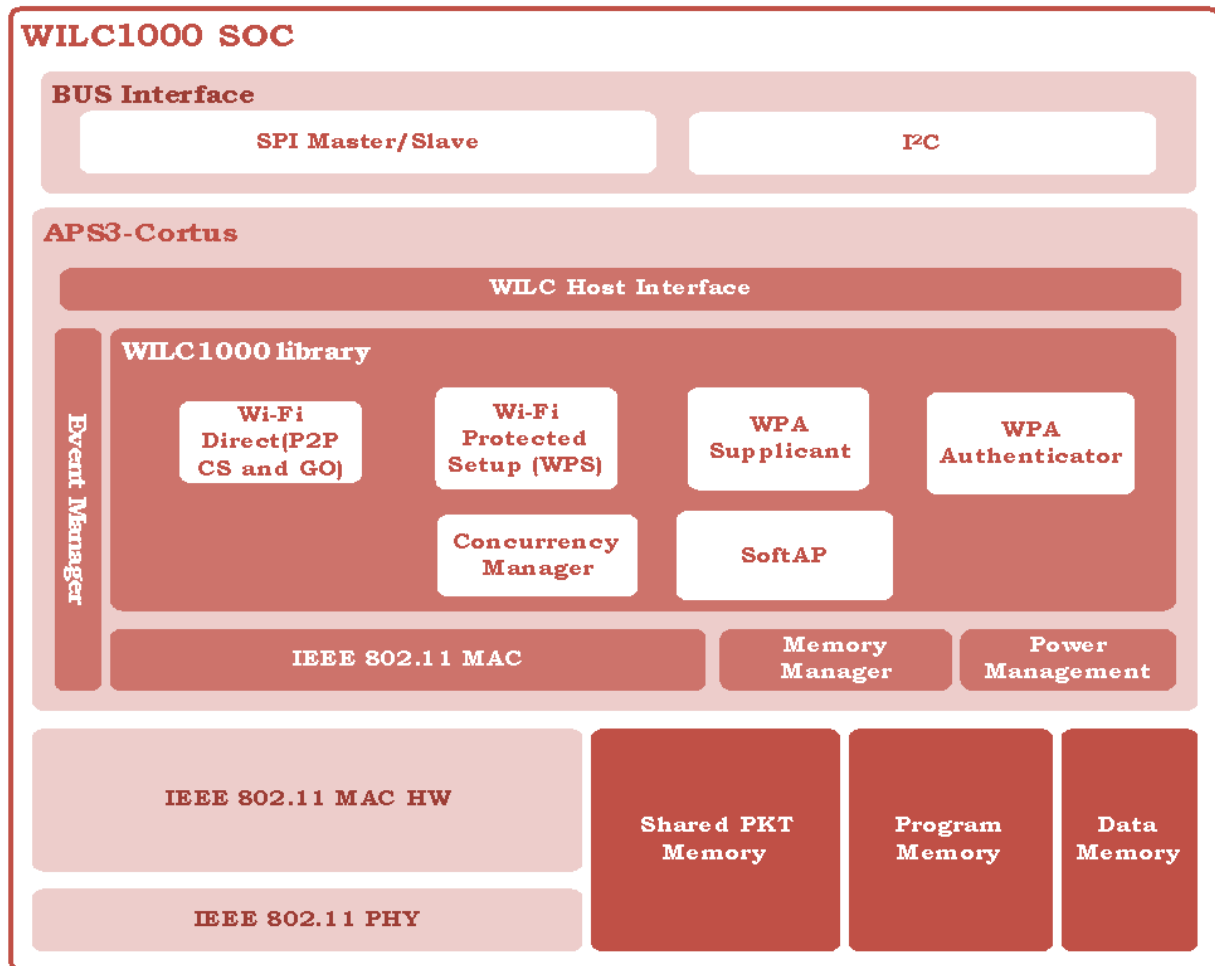 WILC1000 SOC
BUS Interface
SPI Master/Slave
I²C
APS3-Cortus
WILC Host Interface
Event Manager
WILC1000 library
Wi-Fi
Direct(P2P
CS and GO)
Wi-Fi
Protected
Setup (WPS)
WPA
Supplicant
WPA
Authenticator
Concurrency
Manager
SoftAP
IEEE 802.11 MAC
Memory
Manager
Power
Management
IEEE 802.11 MAC HW
Shared PKT
Memory
Program
Memory
Data
Memory
IEEE 802.11 PHY